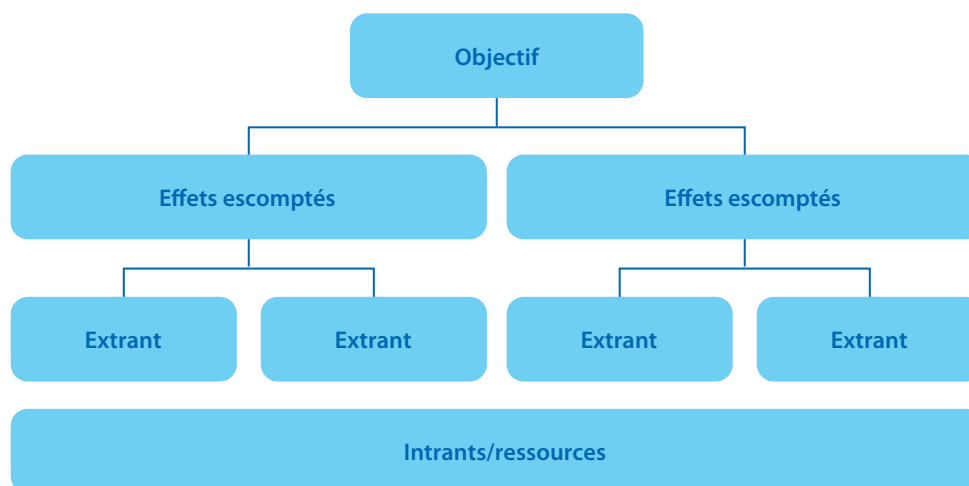 Objectif
Effets escomptés
Effets escomptés
Extrant
Extrant
Extrant
Extrant
Intrants/ressources